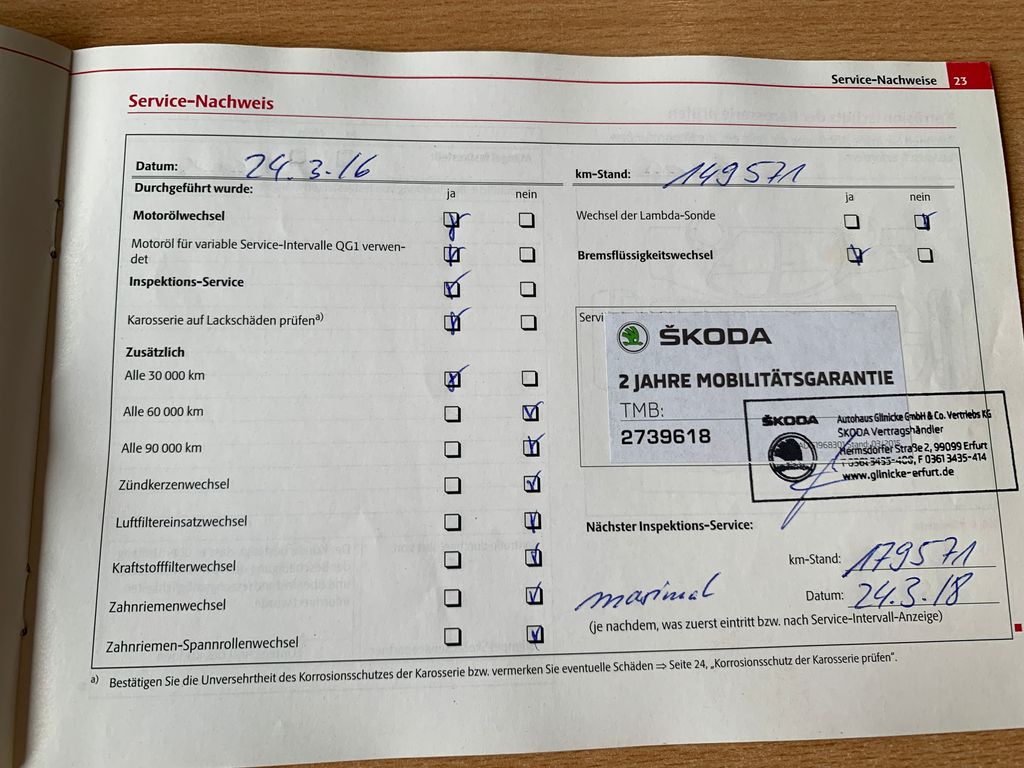 Service-Nachweise 23
Service-Nachweis
Datum: 24.3.16
km-Stand: 149571
Durchgeführt wurde: ja nein
ja nein
Motorölwechsel
Wechsel der Lambda-Sonde
Motoröl für variable Service-Intervalle QG1 verwen-
det
Bremsflüssigkeitswechsel
Inspektions-Service
Karosserie auf Lackschäden prüfen a)
Zusätzlich
Alle 30 000 km
Alle 60 000 km
Alle 90 000 km
Zündkerzenwechsel
Luftfiltereinsatzwechsel
Kraftstofffilterwechsel
Zahnriemenwechsel
Zahnriemen-Spannrollenwechsel
Servi
ŠKODA
2 JAHRE MOBILITÄTSGARANTIE
TMB:
2739618
ŠKODA
Autohaus Glinicke GmbH & Co. Vertriebs KG
ŠKODA Vertragshändler
Hermsdorfer Straße 2, 99099 Erfurt
F 0361 3435-414
www.glinicke-erfurt.de
Nächster Inspektions-Service:
km-Stand: 179571
maximal
Datum: 24.3.18
(je nachdem, was zuerst eintritt bzw. nach Service-Intervall-Anzeige)
a) Bestätigen Sie die Unversehrtheit des Korrosionsschutzes der Karosserie bzw. vermerken Sie eventuelle Schäden ⇒ Seite 24, „Korrosionsschutz der Karosserie prüfen“.